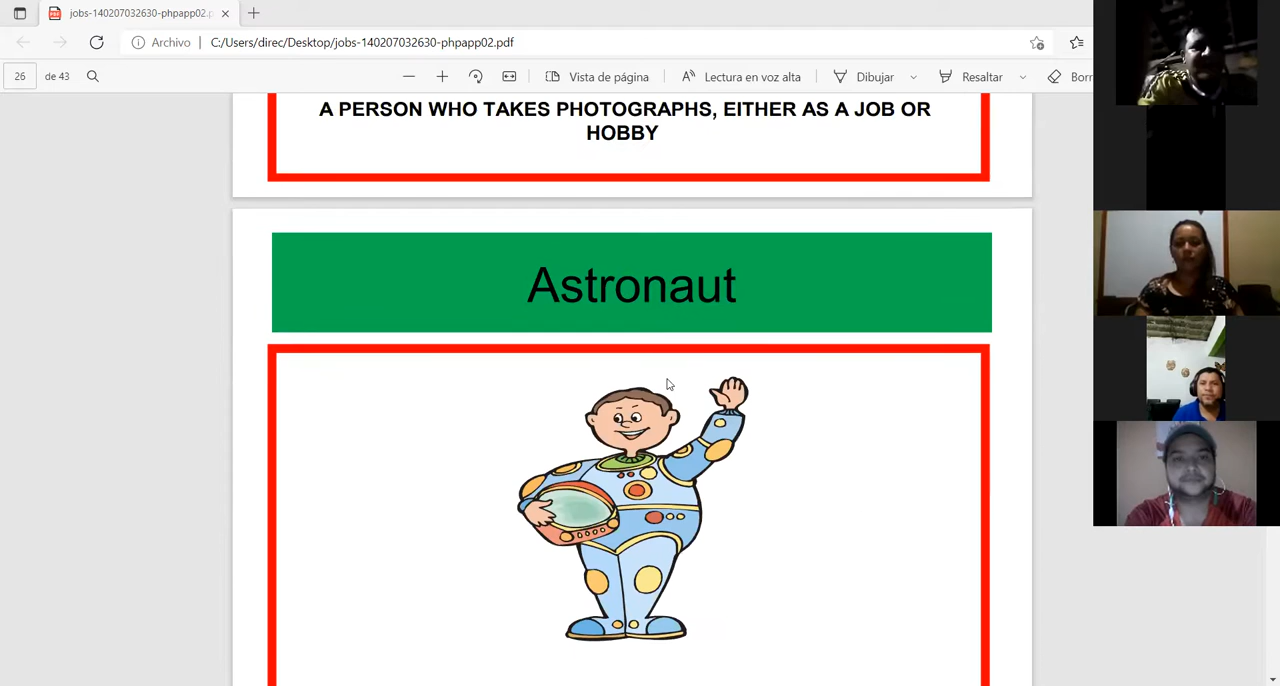 jobs-140207032630-phpapp02.p
Archivo
C:/Users/direc/Desktop/jobs-140207032630-phpapp02.pdf
26 de 43
Vista de página
Lectura en voz alta
Dibujar
Resaltar
Borr
A PERSON WHO TAKES PHOTOGRAPHS, EITHER AS A JOB OR
HOBBY
Astronaut